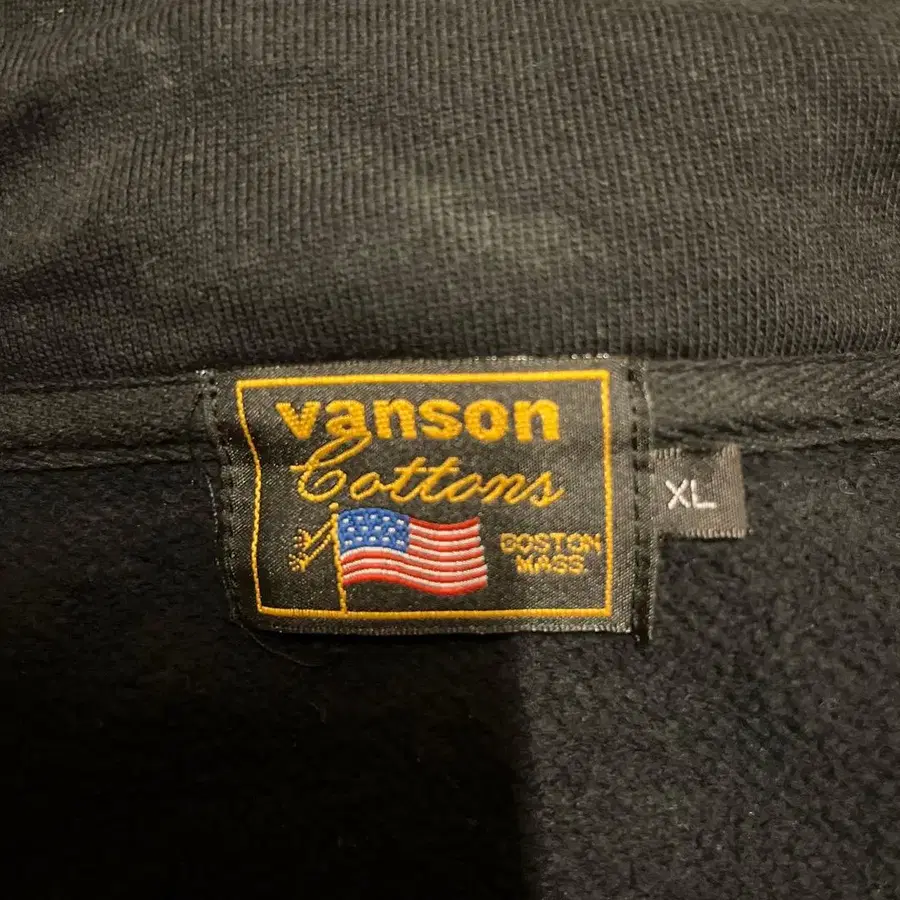 vanson
Cottons
BOSTON
MASS.
XL